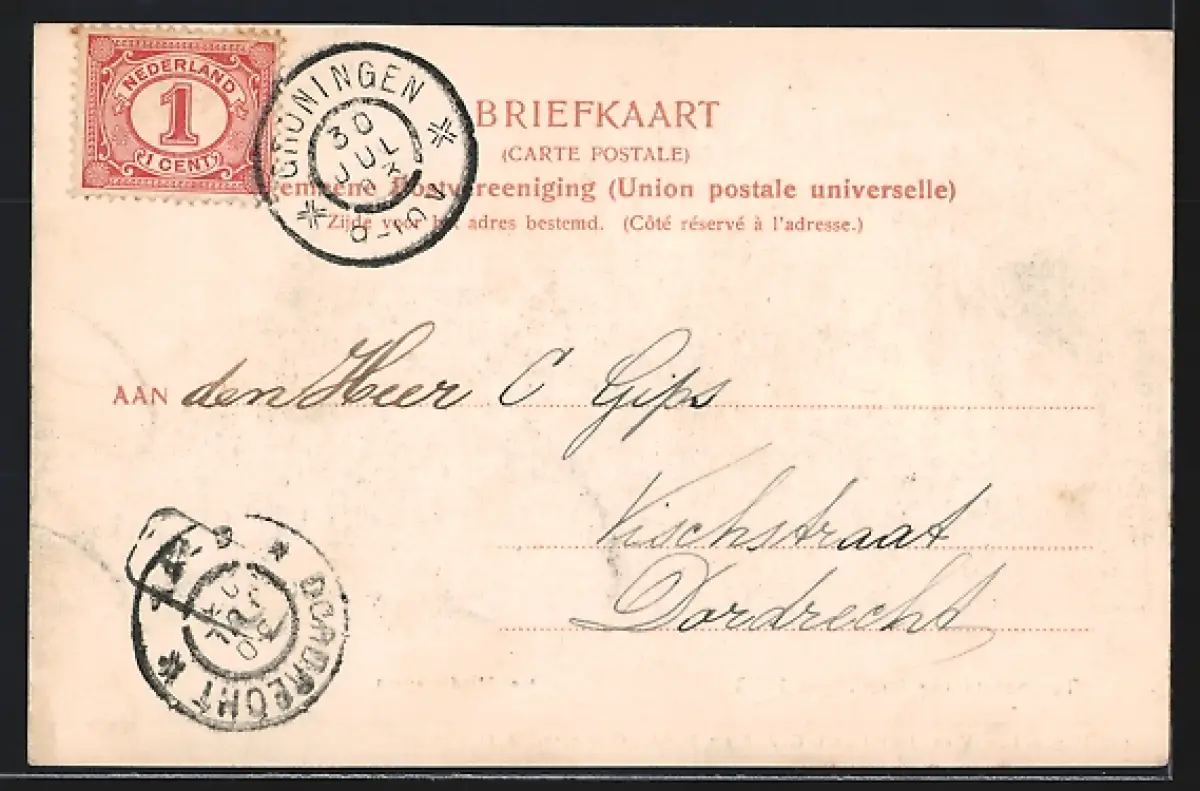 NEDERLAND
1
1 CENT
GRONINGEN
30
JUL
BRIEFKAART
(CARTE POSTALE)
Postvereeniging (Union postale universelle)
Zijde voor het adres bestemd. (Côté réservé à l'adresse.)
AAN den Heer C Gips
Vischstraat
Dordrecht
DORDRECHT